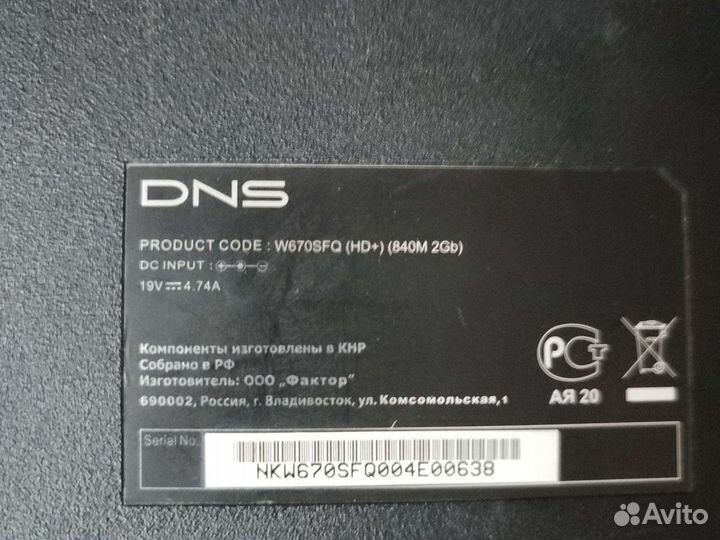 DNS
PRODUCT CODE : W670SFQ (HD+) (840M 2Gb)
DC INPUT :
19V 4.74A
Компоненты изготовлены в КНР
Собрано в РФ
Изготовитель: ООО „Фактор"
690002, Россия, г. Владивосток, ул. Комсомольская,1
РСТ
АЯ 20
Serial No.
NKW670SFQ004E00638
Avito